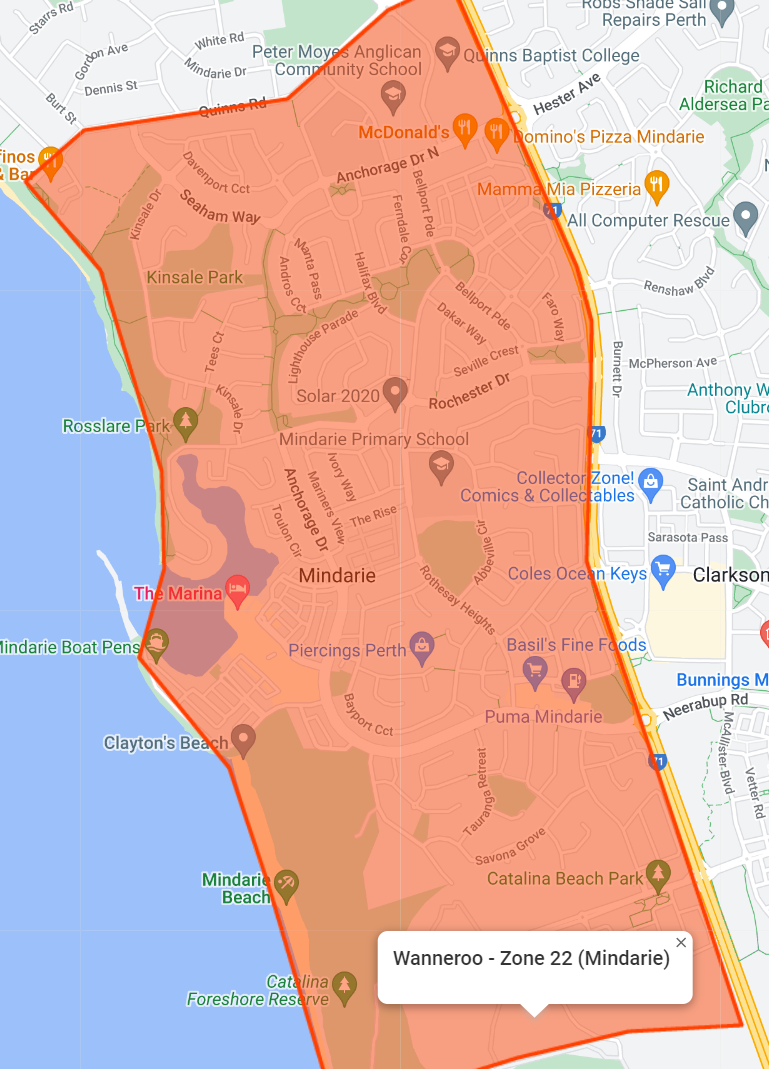 Starrs Rd
Robs Shade Sail
Repairs Perth
White Rd
Gordon Ave
Peter Moyes Anglican
Community School
Quinns Baptist College
Mindarie Dr
Dennis St
Burt St
Quinns Rd
Hester Ave
Richard
Aldersea Pa
McDonald's
Domino's Pizza Mindarie
finos
& Bar
Davenport Cct
Anchorage Dr N
Mamma Mia Pizzeria
Kinsale Dr
Seaham Way
Bellport Pde
Ferndale Cor
71
All Computer Rescue
Kinsale Park
Manta Pass
Andros Cct
Halifax Blvd
Renshaw Blvd
Bellport Pde
Dakar Way
Faro Way
Lighthouse Parade
Tees Ct
Seville Crest
Burnett Dr
McPherson Ave
Solar 2020
Rochester Dr
Anthony W
Clubro
Kinsale Dr
Rosslare Park
Mindarie Primary School
71
Ivory Way
Mariners View
Anchorage Dr
Collector Zone!
Comics & Collectables
Saint Andr
Catholic Ch
Toulon Cir
The Rise
Abbeville Cir
Sarasota Pass
Mindarie
Coles Ocean Keys
Clarkson
The Marina
Rothesay Heights
Mindarie Boat Pens
Piercings Perth
Basil's Fine Foods
Bunnings M
Neerabup Rd
Puma Mindarie
Bayport Cct
Clayton's Beach
McAllister Blvd
71
Vetter Rd
Tauranga Retreat
Savona Grove
Mindarie
Beach
Catalina Beach Park
Wanneroo - Zone 22 (Mindarie)
×
Catalina
Foreshore Reserve